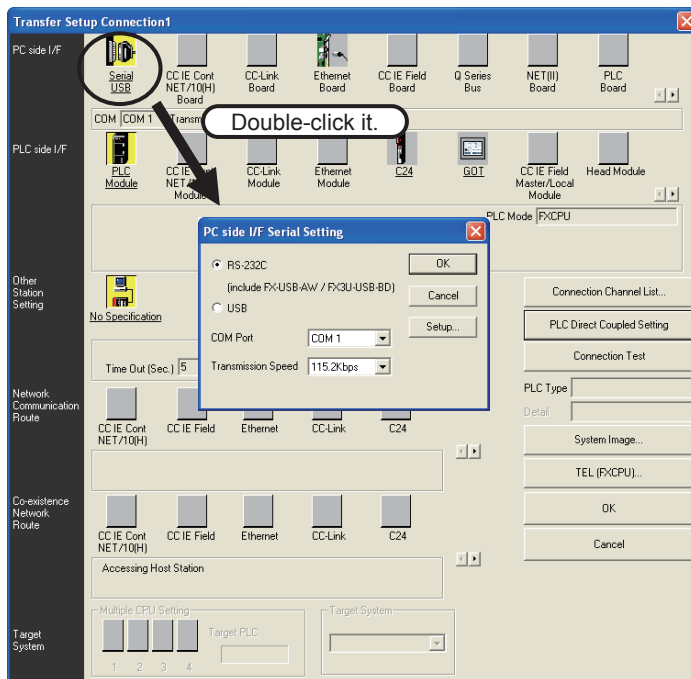 Transfer Setup Connection1
PC side I/F
Serial
USB
CC IE Cont
NET/10(H)
Board
CC-Link
Board
Ethernet
Board
CC IE Field
Board
Q Series
Bus
NET(II)
Board
PLC
Board
COM
COM 1
Double-click it.
PLC side I/F
PLC
Module
CC-Link
Module
Ethernet
Module
C24
GOT
CC IE Field
Master/Local
Module
Head Module
PLC Mode
FXCPU
PC side I/F Serial Setting
RS-232C
(include FX-USB-AW / FX3U-USB-BD)
USB
COM Port
COM 1
Transmission Speed
115.2Kbps
OK
Cancel
Setup...
Other
Station
Setting
No Specification
Time Out (Sec.)
5
Connection Channel List...
PLC Direct Coupled Setting
Connection Test
PLC Type
Detail
System Image...
TEL (FXCPU)...
OK
Cancel
Network
Communication
Route
CC IE Cont
NET/10(H)
CC IE Field
Ethernet
CC-Link
C24
Co-existence
Network
Route
CC IE Cont
NET/10(H)
CC IE Field
Ethernet
CC-Link
C24
Accessing Host Station
Target
System
Multiple CPU Setting
1 2 3 4
Target PLC
Target System